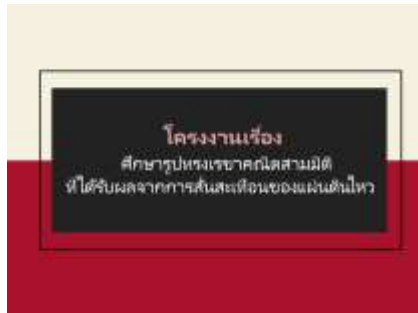 โครงงานเรื่อง
ศึกษารูปทรงเรขาคณิตสามมิติ
ที่ได้รับผลจากการสั่นสะเทือนของแผ่นดินไหว